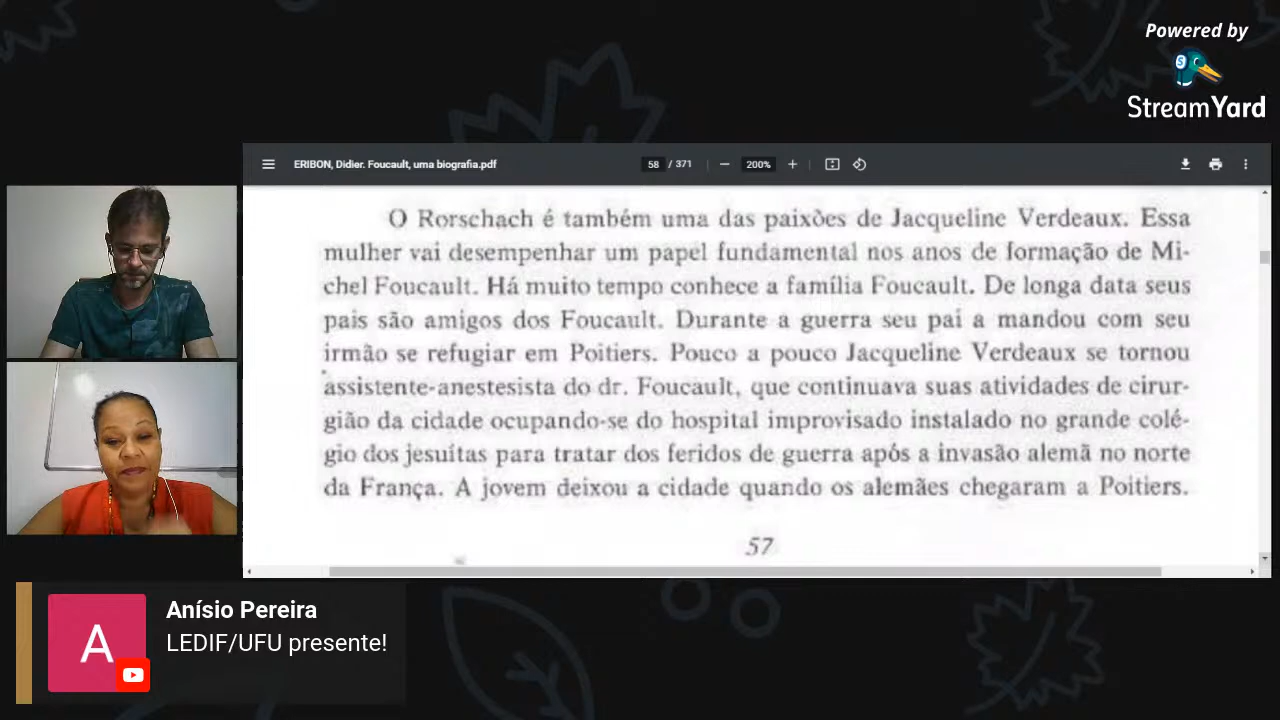 Powered by
StreamYard
ERIBON, Didier. Foucault, uma biografia.pdf
58 / 371
200%
O Rorschach é também uma das paixões de Jacqueline Verdeaux. Essa
mulher vai desempenhar um papel fundamental nos anos de formação de Mi-
chel Foucault. Há muito tempo conhece a família Foucault. De longa data seus
pais são amigos dos Foucault. Durante a guerra seu pai a mandou com seu
irmão se refugiar em Poitiers. Pouco a pouco Jacqueline Verdeaux se tornou
assistente-anestesista do dr. Foucault, que continuava suas atividades de cirur-
gião da cidade ocupando-se do hospital improvisado instalado no grande colé-
gio dos jesuítas para tratar dos feridos de guerra após a invasão alemã no norte
da França. A jovem deixou a cidade quando os alemães chegaram a Poitiers.
57
A
Anísio Pereira
LEDIF/UFU presente!